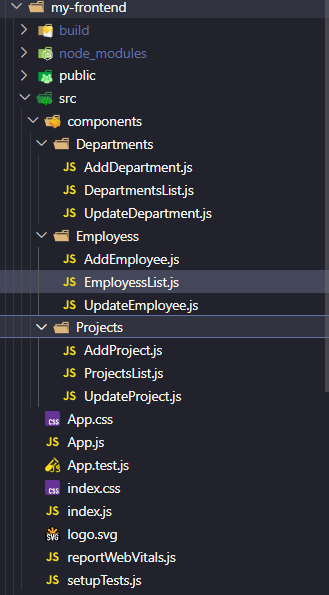 my-frontend
build
node_modules
public
src
components
Departments
JS AddDepartment.js
JS DepartmentsList.js
JS UpdateDepartment.js
Employess
JS AddEmployee.js
JS EmployessList.js
JS UpdateEmployee.js
Projects
JS AddProject.js
JS ProjectsList.js
JS UpdateProject.js
CSS App.css
JS App.js
App.test.js
CSS index.css
JS index.js
SVG logo.svg
JS reportWebVitals.js
JS setupTests.js